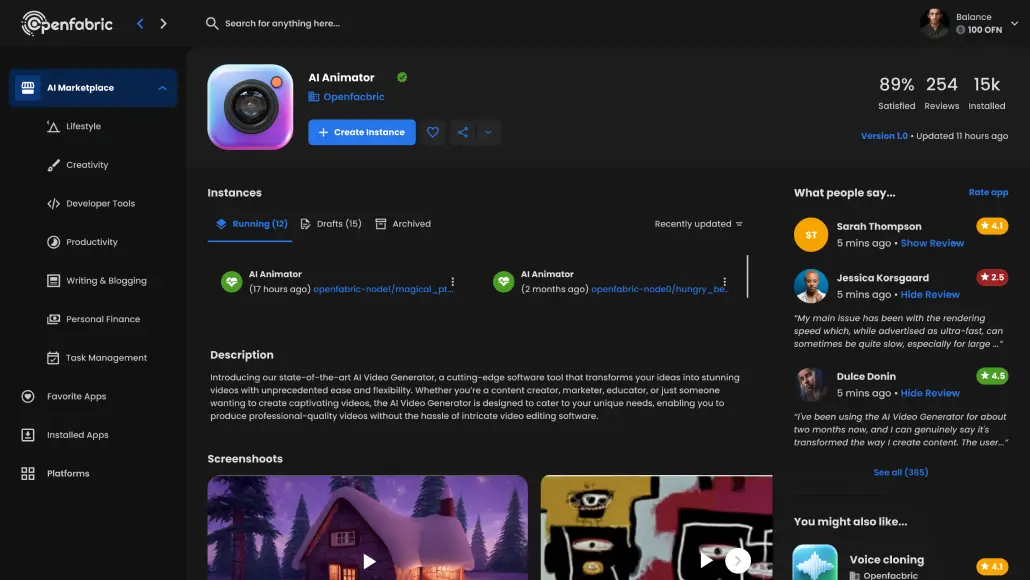 Openfabric
Search for anything here...
Balance
100 OFN
AI Marketplace
Lifestyle
Creativity
Developer Tools
Productivity
Writing & Blogging
Personal Finance
Task Management
Favorite Apps
Installed Apps
Platforms
AI Animator
Openfacbric
Create Instance
89%
Satisfied
254
Reviews
15k
Installed
Version 1.0 • Updated 11 hours ago
Instances
Running (12)
Drafts (15)
Archived
Recently updated
AI Animator
(17 hours ago) openfabric-node1/magical_pt...
AI Animator
(2 months ago) openfabric-node0/hungry_be..
Description
Introducing our state-of-the-art AI Video Generator, a cutting-edge software tool that transforms your ideas into stunning
videos with unprecedented ease and flexibility. Whether you're a content creator, marketer, educator, or just someone
wanting to create captivating videos, the AI Video Generator is designed to cater to your unique needs, enabling you to
produce professional-quality videos without the hassle of intricate video editing software.
Screenshoots
What people say...
Rate app
ST
Sarah Thompson
4.1
5 mins ago • Show Review
Jessica Korsgaard
2.5
5 mins ago • Hide Review
“My main issue has been with the rendering
speed which, while advertised as ultra-fast, can
sometimes be quite slow, especially for large ...”
Dulce Donin
4.5
5 mins ago • Hide Review
“I've been using the AI Video Generator for about
two months now, and I can genuinely say it's
transformed the way I create content. The user...”
See all (365)
You might also like...
Voice cloning
Openfacbric
4.1